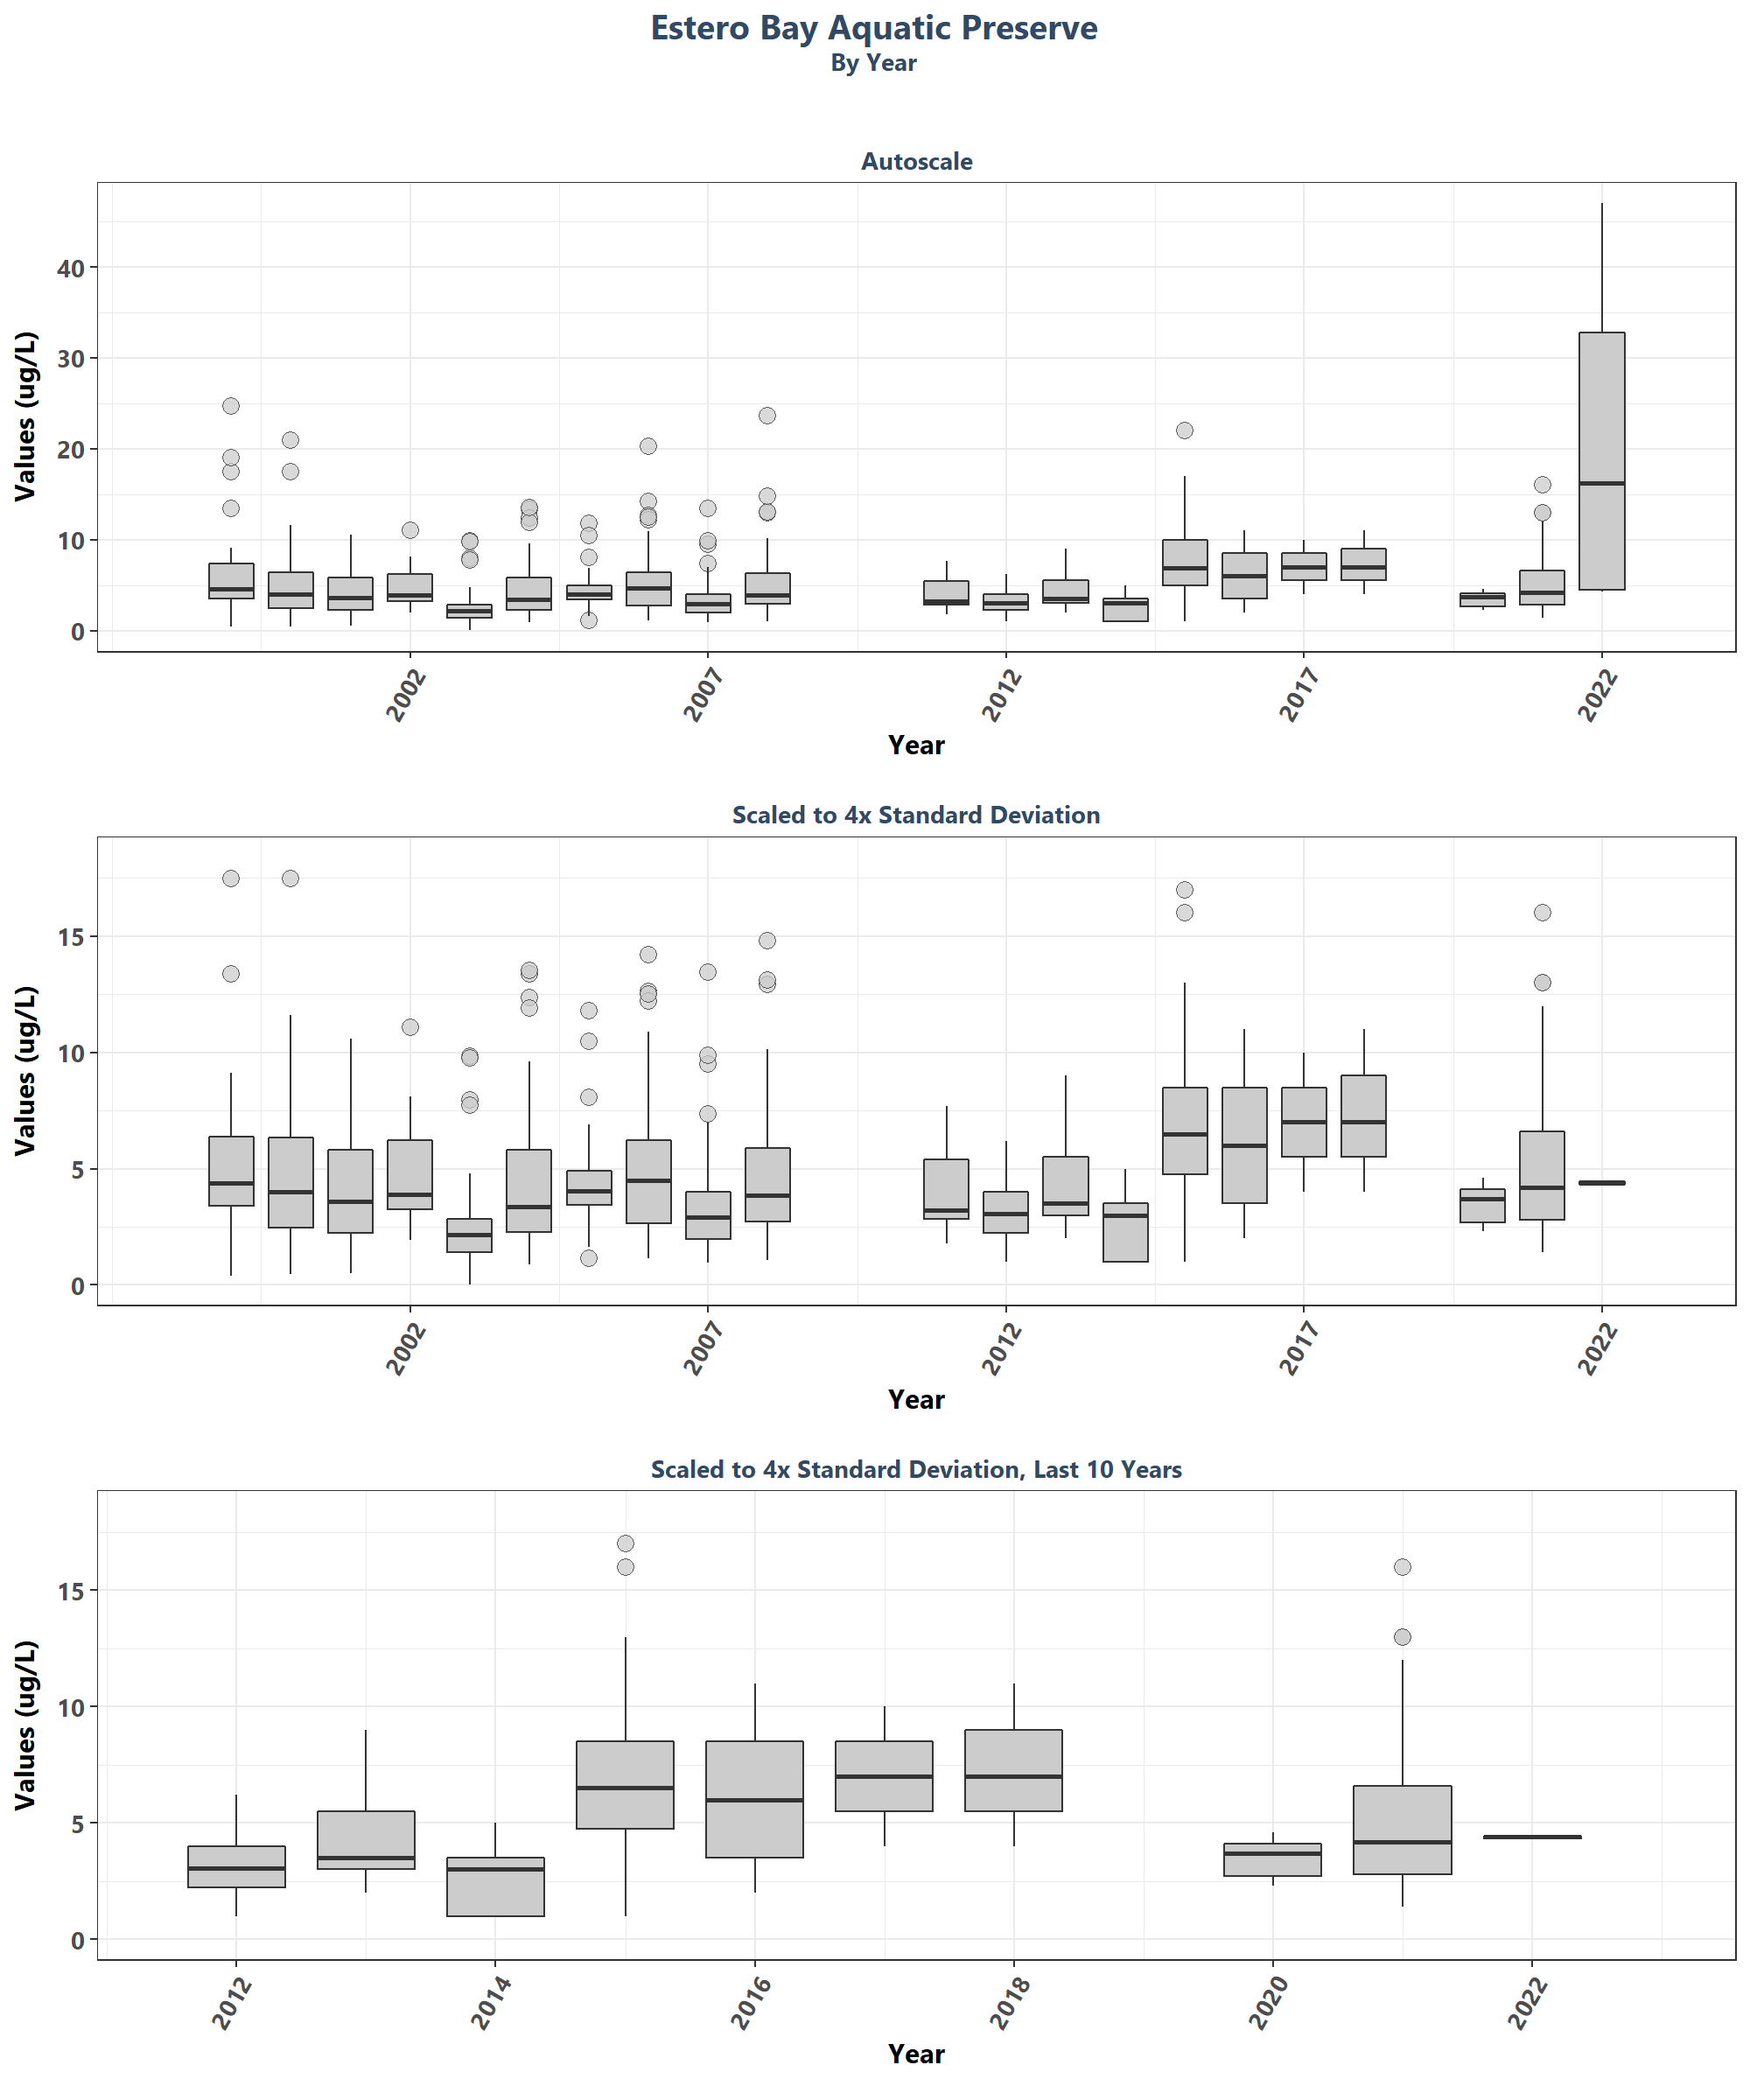 Estero Bay Aquatic Preserve
By Year
Autoscale
Values (ug/L)
40
30
20
10
0
2002
2007
2012
2017
2022
Year
Scaled to 4x Standard Deviation
Values (ug/L)
15
10
5
0
2002
2007
2012
2017
2022
Year
Scaled to 4x Standard Deviation, Last 10 Years
Values (ug/L)
15
10
5
0
2012
2014
2016
2018
2020
2022
Year